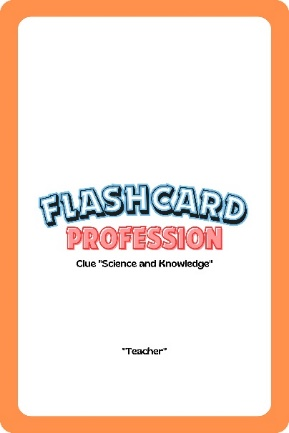 FLASHCARD
PROFESSION
Clue "Science and Knowledge"
"Teacher"